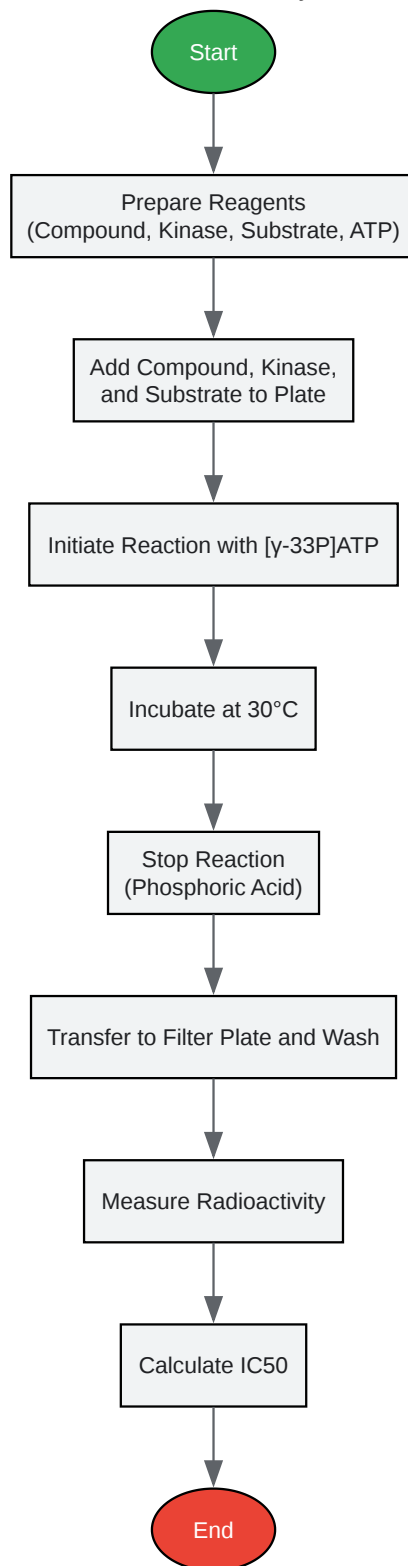 Start
Prepare Reagents
(Compound, Kinase, Substrate, ATP)
Add Compound, Kinase,
and Substrate to Plate
Initiate Reaction with [γ-33P]ATP
Incubate at 30°C
Stop Reaction
(Phosphoric Acid)
Transfer to Filter Plate and Wash
Measure Radioactivity
Calculate IC50
End